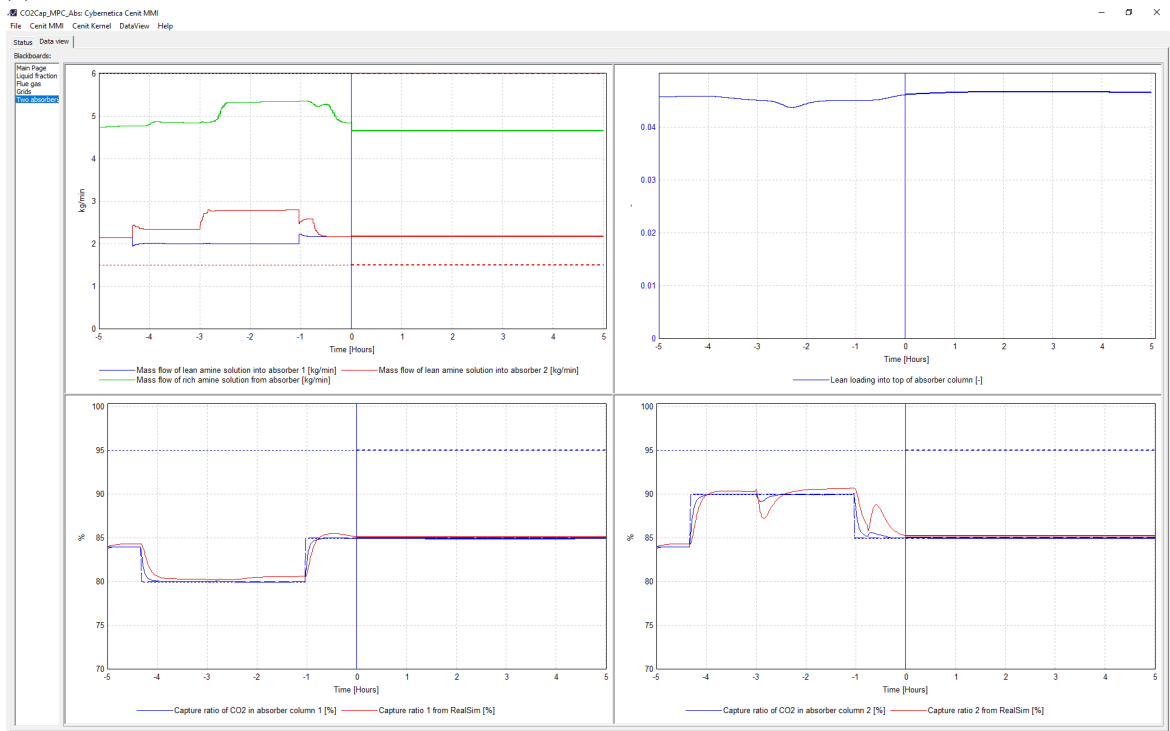 CO2Cap_MPC_Abs: Cybernetica Cenit MMI
File Cenit MMI Cenit Kernel DataView Help
Status Data view
Blackboards:
Main Page
Liquid fraction
Flue gas
Grids
Two absorbers
6
5
4
3
2
1
0
kg/min
-5 -4 -3 -2 -1 0 1 2 3 4 5
Time [Hours]
Mass flow of lean amine solution into absorber 1 [kg/min] Mass flow of lean amine solution into absorber 2 [kg/min]
Mass flow of rich amine solution from absorber [kg/min]
0.04
0.03
0.02
0.01
0
-
-5 -4 -3 -2 -1 0 1 2 3 4 5
Time [Hours]
Lean loading into top of absorber column [-]
100
95
90
85
80
75
70
%
-5 -4 -3 -2 -1 0 1 2 3 4 5
Time [Hours]
Capture ratio of CO2 in absorber column 1 [%] Capture ratio 1 from RealSim [%]
100
95
90
85
80
75
70
%
-5 -4 -3 -2 -1 0 1 2 3 4 5
Time [Hours]
Capture ratio of CO2 in absorber column 2 [%] Capture ratio 2 from RealSim [%]